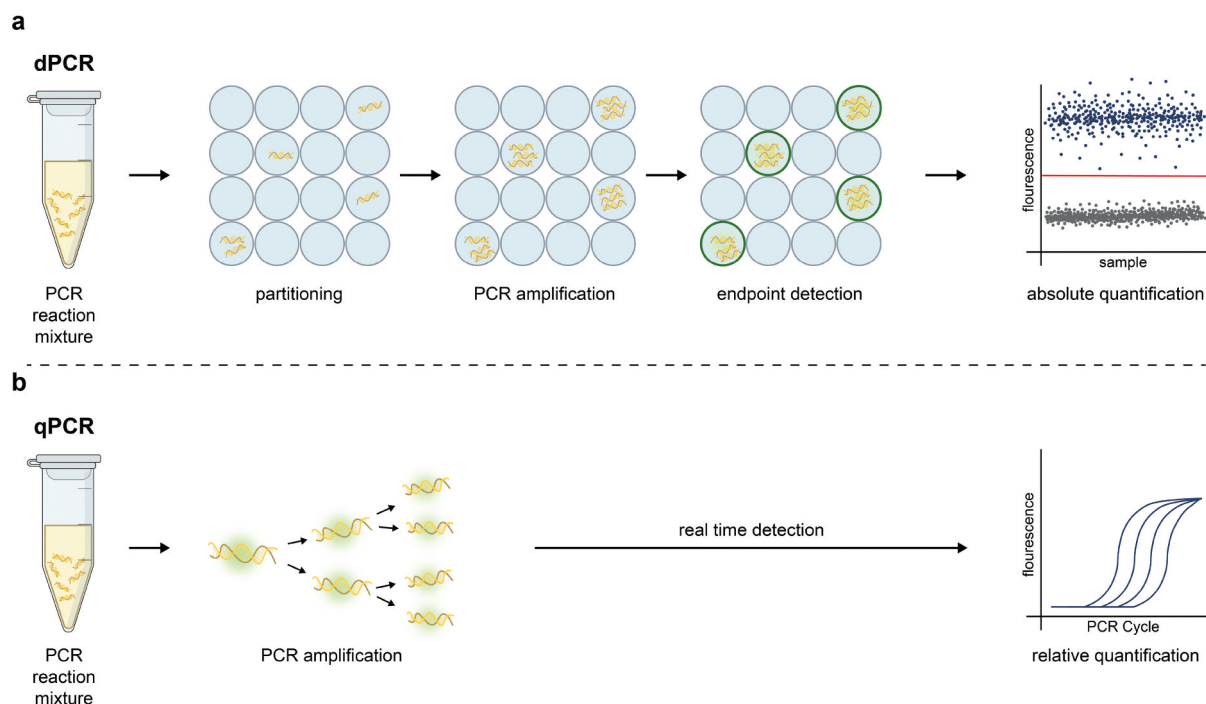 a
dPCR
PCR
reaction
mixture
partitioning
PCR amplification
endpoint detection
flourescence
sample
absolute quantification
b
qPCR
PCR
reaction
mixture
PCR amplification
real time detection
flourescence
PCR Cycle
relative quantification